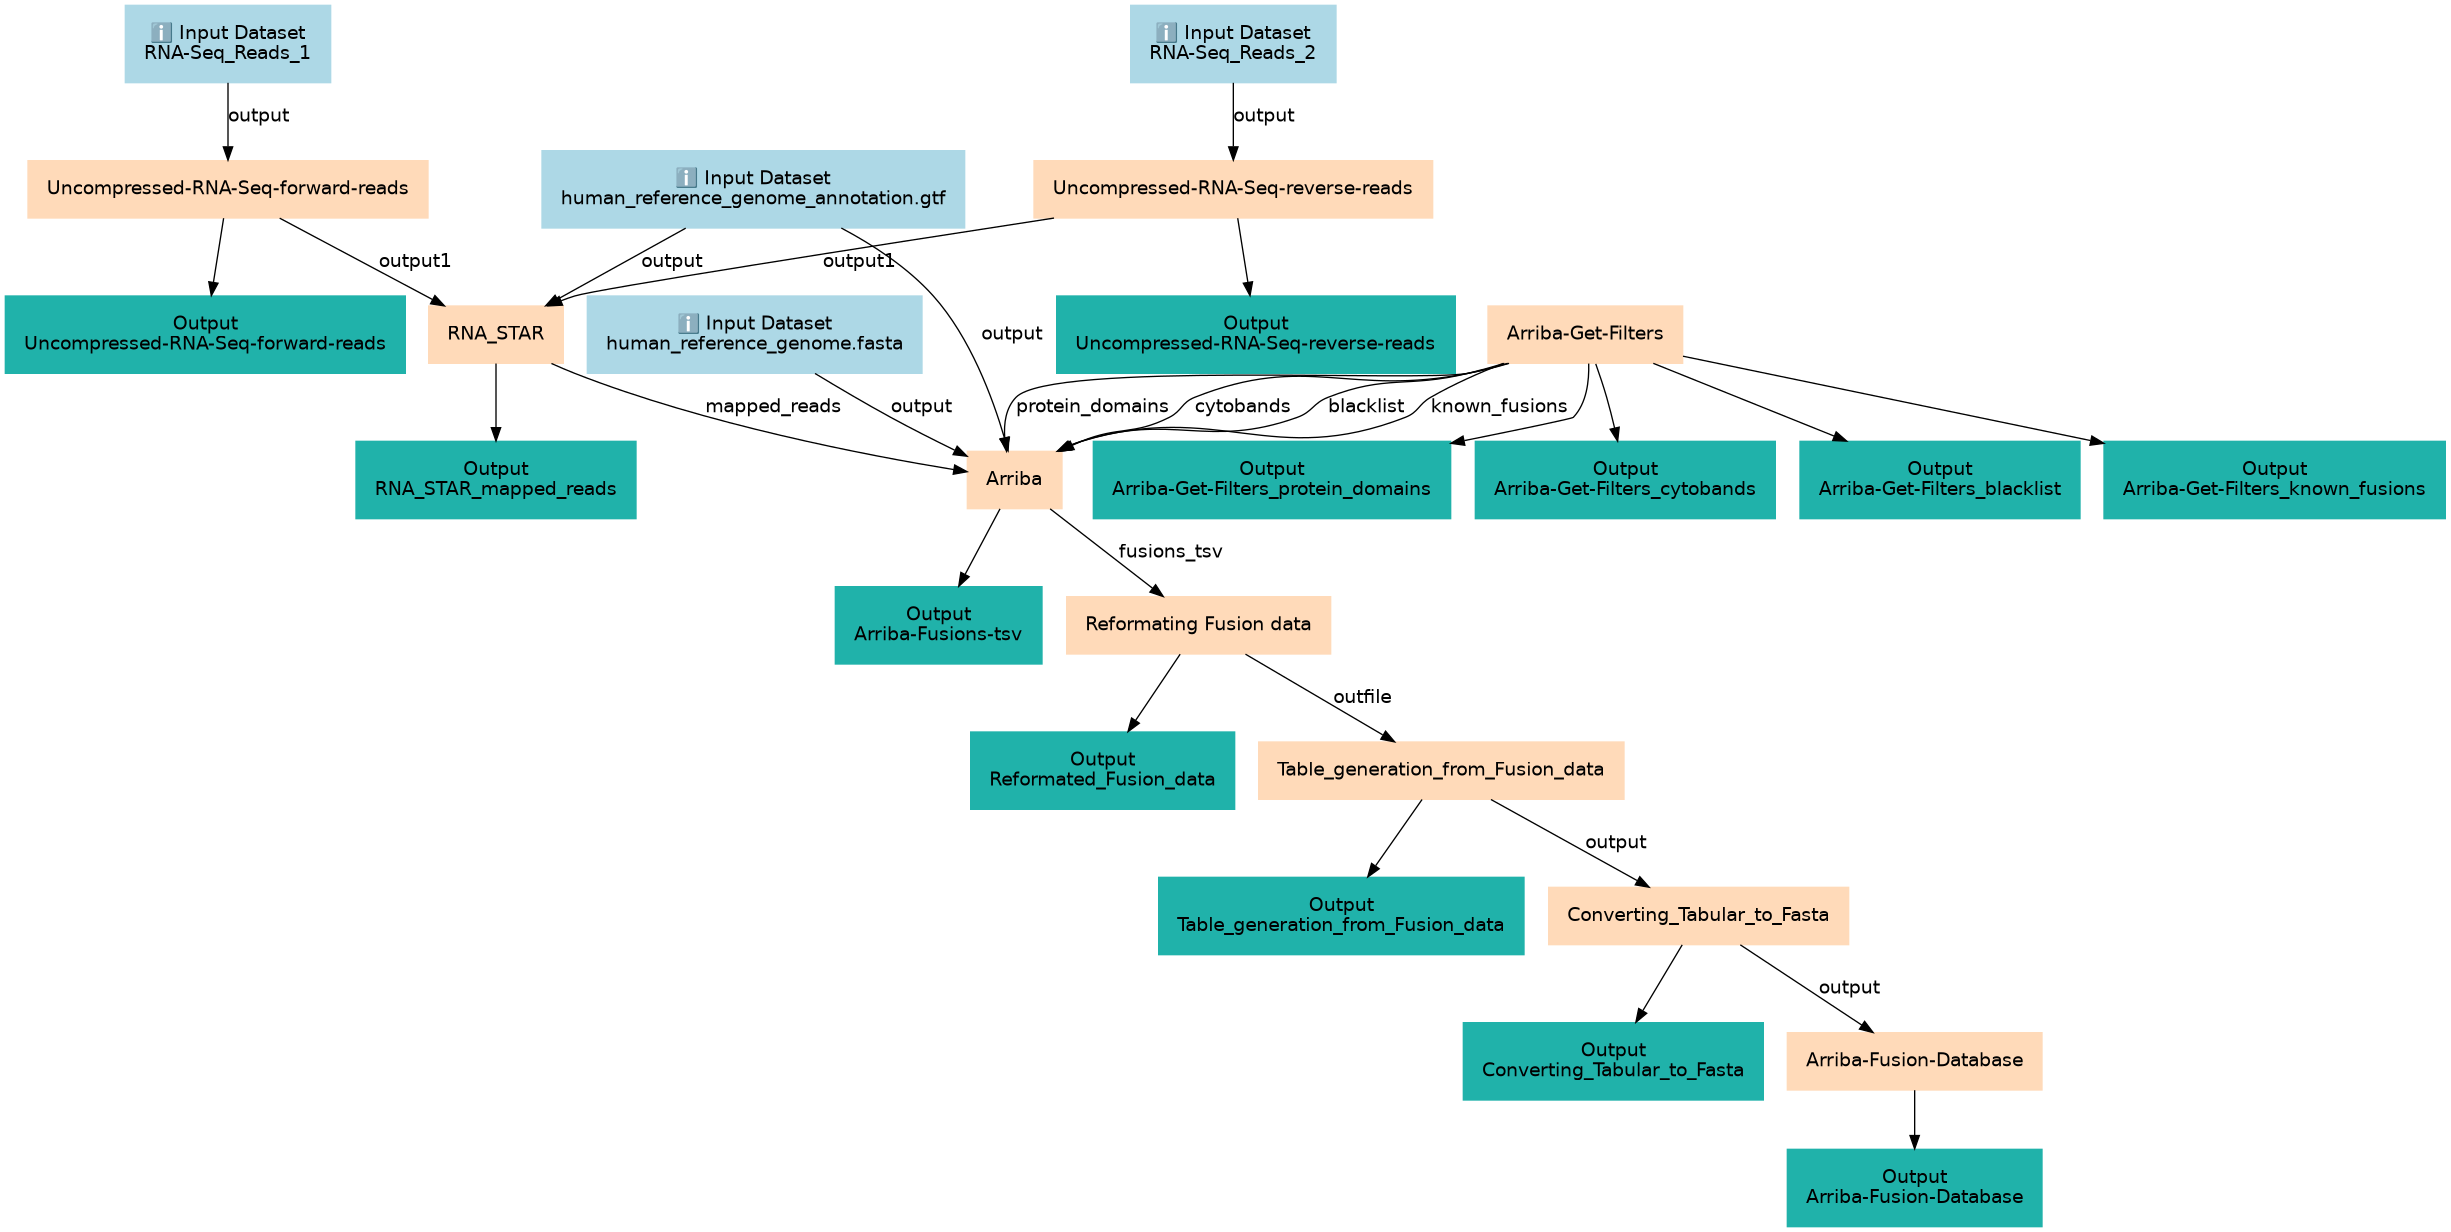 ℹ️ Input Dataset
RNA-Seq_Reads_1
ℹ️ Input Dataset
RNA-Seq_Reads_2
output
output
Uncompressed-RNA-Seq-forward-reads
ℹ️ Input Dataset
human_reference_genome_annotation.gtf
Uncompressed-RNA-Seq-reverse-reads
output1
output
output1
Output
Uncompressed-RNA-Seq-forward-reads
RNA_STAR
ℹ️ Input Dataset
human_reference_genome.fasta
output
Output
Uncompressed-RNA-Seq-reverse-reads
Arriba-Get-Filters
mapped_reads
output
protein_domains
cytobands
blacklist
known_fusions
Output
RNA_STAR_mapped_reads
Arriba
Output
Arriba-Get-Filters_protein_domains
Output
Arriba-Get-Filters_cytobands
Output
Arriba-Get-Filters_blacklist
Output
Arriba-Get-Filters_known_fusions
fusions_tsv
Output
Arriba-Fusions-tsv
Reformating Fusion data
outfile
Output
Reformated_Fusion_data
Table_generation_from_Fusion_data
output
Output
Table_generation_from_Fusion_data
Converting_Tabular_to_Fasta
output
Output
Converting_Tabular_to_Fasta
Arriba-Fusion-Database
Output
Arriba-Fusion-Database